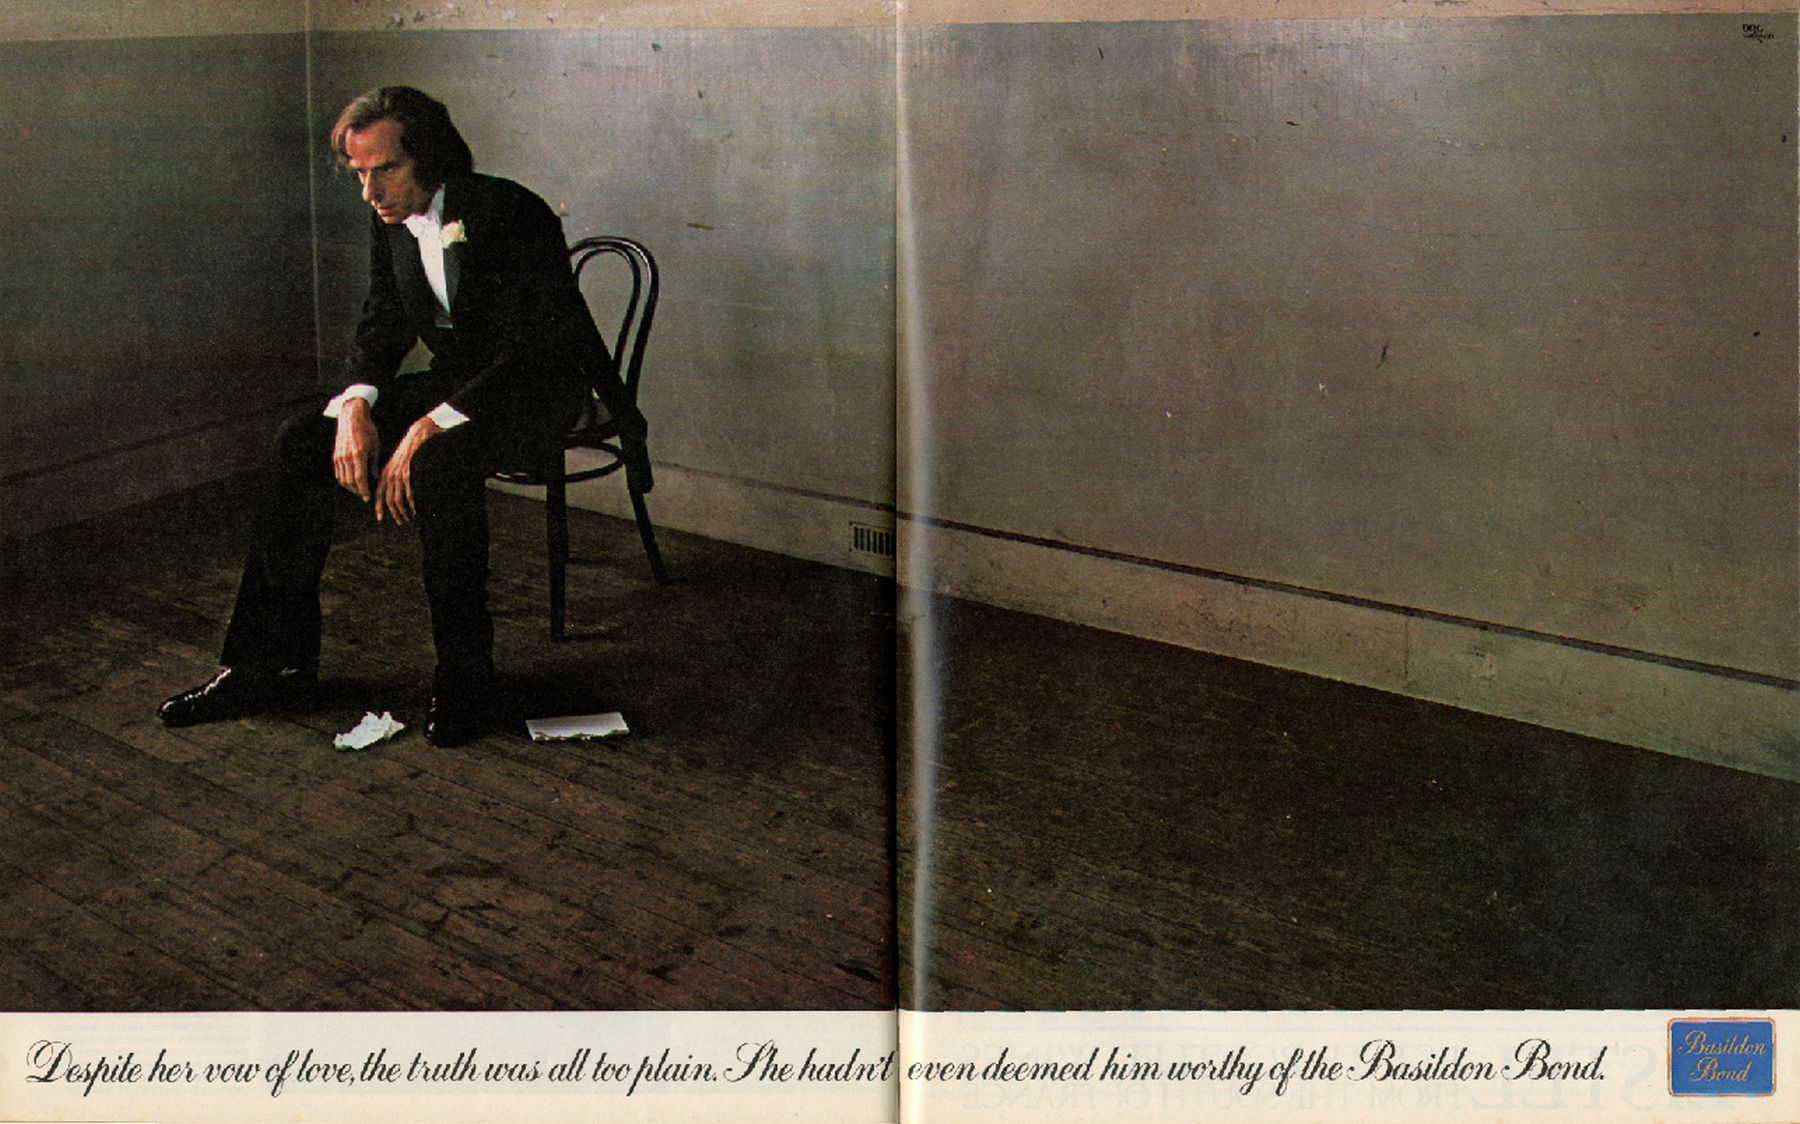 DRG
Despite her vow of love, the truth was all too plain. She hadn't even deemed him worthy of the Basildon Bond.
Basildon
Bond